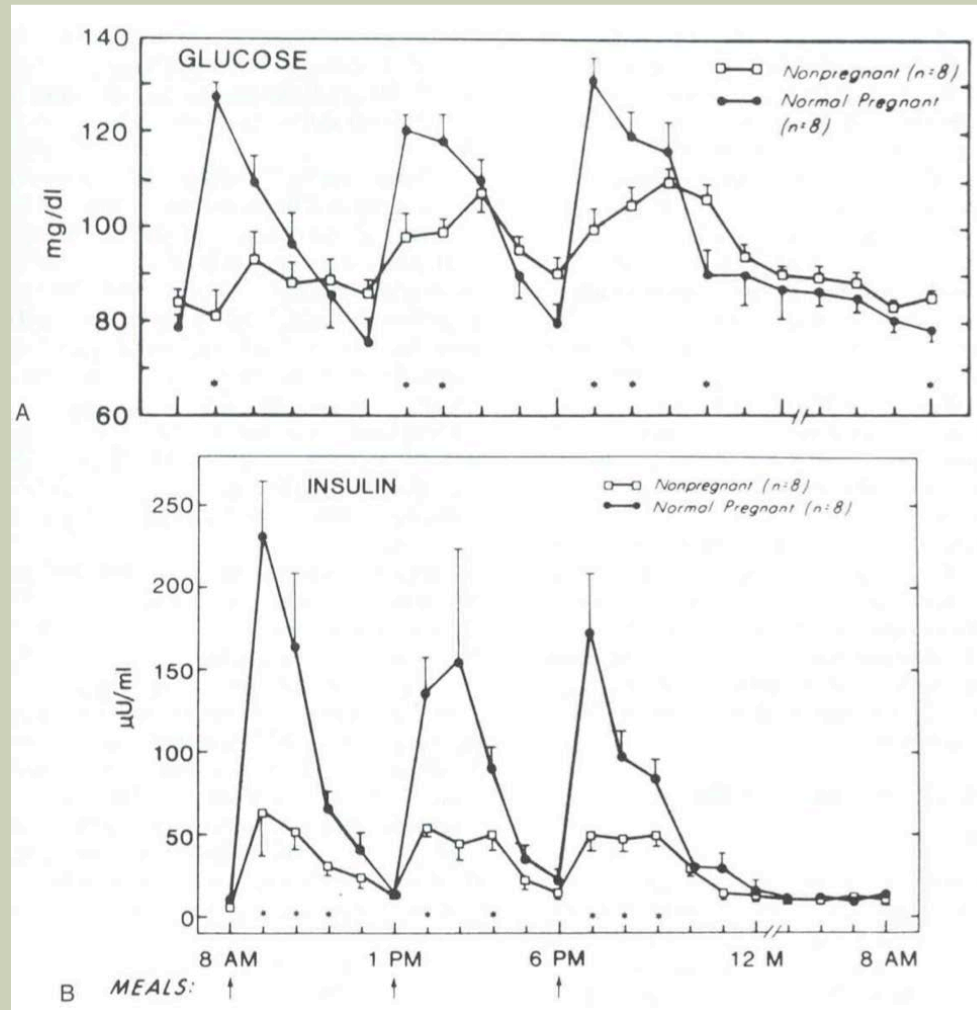 140
GLUCOSE
Nonpregnant (n=8)
Normal Pregnant
(n=8)
120
mg/dl
100
80
* * * * * * *
A
60
INSULIN
Nonpregnant (n=8)
Normal Pregnant (n=8)
250
200
µU/ml
150
100
50
0
* * * * * * * *
8 AM 1 PM 6 PM 12 M 8 AM
B MEALS: